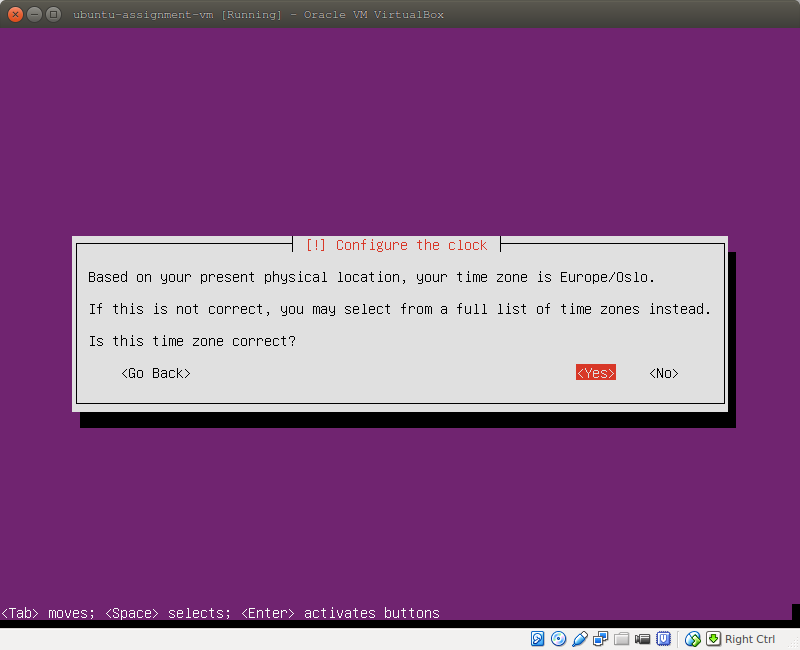 ubuntu-assignment-vm [Running] - Oracle VM VirtualBox
[!] Configure the clock
Based on your present physical location, your time zone is Europe/Oslo.
If this is not correct, you may select from a full list of time zones instead.
Is this time zone correct?
<Go Back> <Yes> <No>
<Tab> moves; <Space> selects; <Enter> activates buttons
Right Ctrl